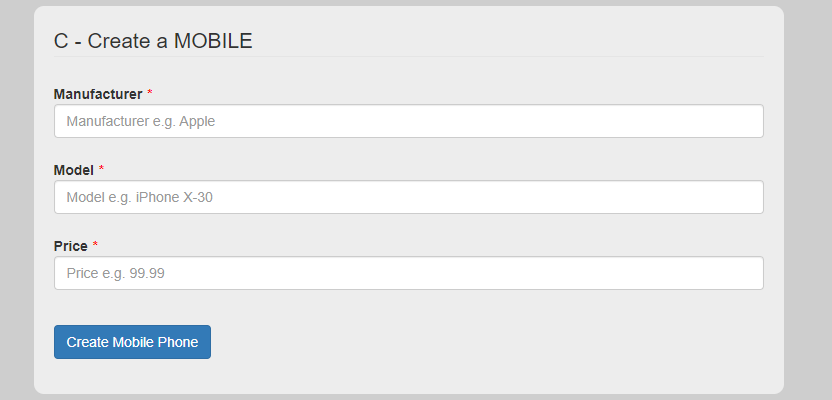 C - Create a MOBILE
Manufacturer *
Manufacturer e.g. Apple
Model *
Model e.g. iPhone X-30
Price *
Price e.g. 99.99
Create Mobile Phone